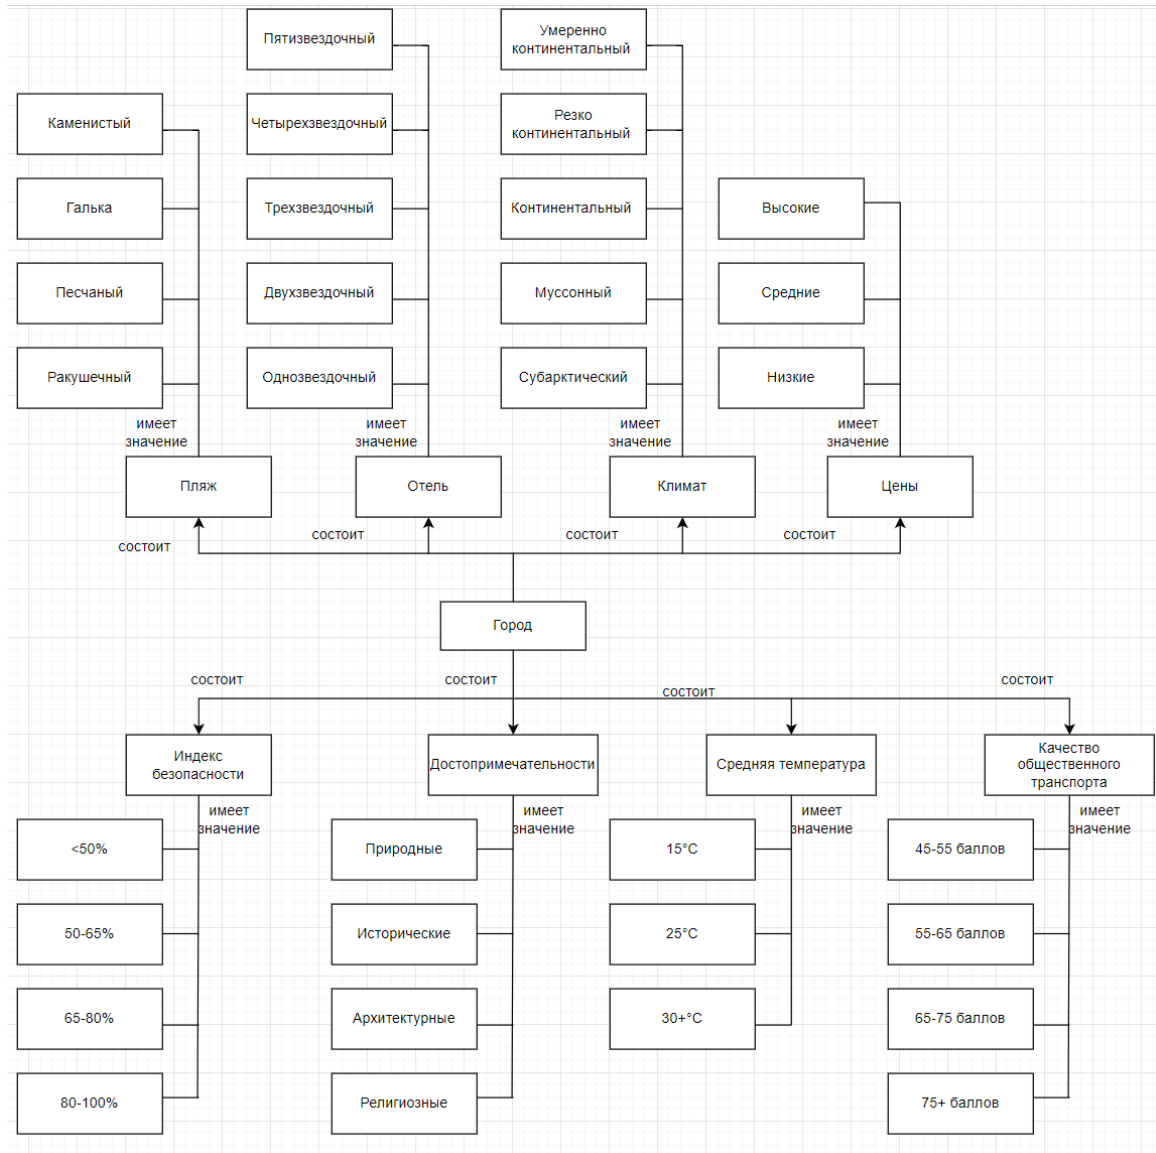 Пятизвездочный
Умеренно
континентальный
Каменистый
Четырехзвездочный
Резко
континентальный
Галька
Трехзвездочный
Континентальный
Высокие
Песчаный
Двухзвездочный
Муссонный
Средние
Ракушечный
Однозвездочный
Субарктический
Низкие
имеет
значение
имеет
значение
имеет
значение
имеет
значение
Пляж
Отель
Климат
Цены
состоит
состоит
состоит
состоит
Город
состоит
состоит
состоит
состоит
Индекс
безопасности
Достопримечательности
Средняя температура
Качество
общественного
транспорта
имеет
значение
имеет
значение
имеет
значение
имеет
значение
<50%
Природные
15°C
45-55 баллов
50-65%
Исторические
25°C
55-65 баллов
65-80%
Архитектурные
30+°C
65-75 баллов
80-100%
Религиозные
75+ баллов